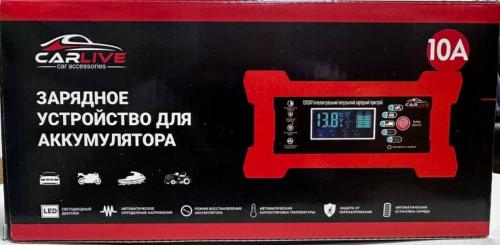 CARLIVE
car accessories
10A
ЗАРЯДНОЕ
УСТРОЙСТВО ДЛЯ
АККУМУЛЯТОРА
13.8
LED
СВЕТОДИОДНЫЙ
ДИСПЛЕЙ
АВТОМАТИЧЕСКОЕ
ОПРЕДЕЛЕНИЕ НАПРЯЖЕНИЯ
РЕЖИМ ВОССТАНОВЛЕНИЯ
АККУМУЛЯТОРА
АВТОМАТИЧЕСКАЯ
КОРРЕКТИРОВКА ТЕМПЕРАТУРЫ
ЗАЩИТА ОТ
ПЕРЕНАПРЯЖЕНИЯ
АВТОМАТИЧЕСКАЯ
ОСТАНОВКА ЗАРЯДА